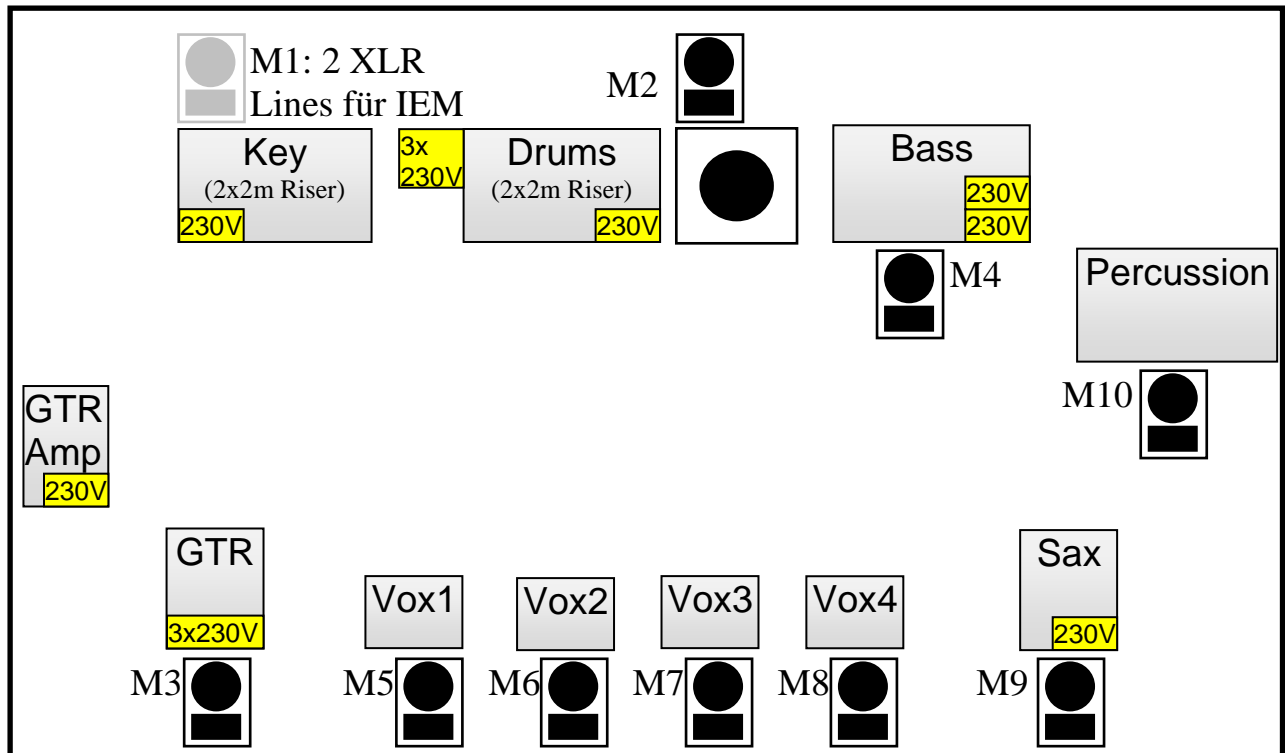 M1: 2 XLR
Lines für IEM
M2
Key
(2x2m Riser)
230V
3x
230V
Drums
(2x2m Riser)
230V
Bass
230V
230V
M4
Percussion
M10
GTR
Amp
230V
GTR
3x230V
Vox1
Vox2
Vox3
Vox4
Sax
230V
M3
M5
M6
M7
M8
M9